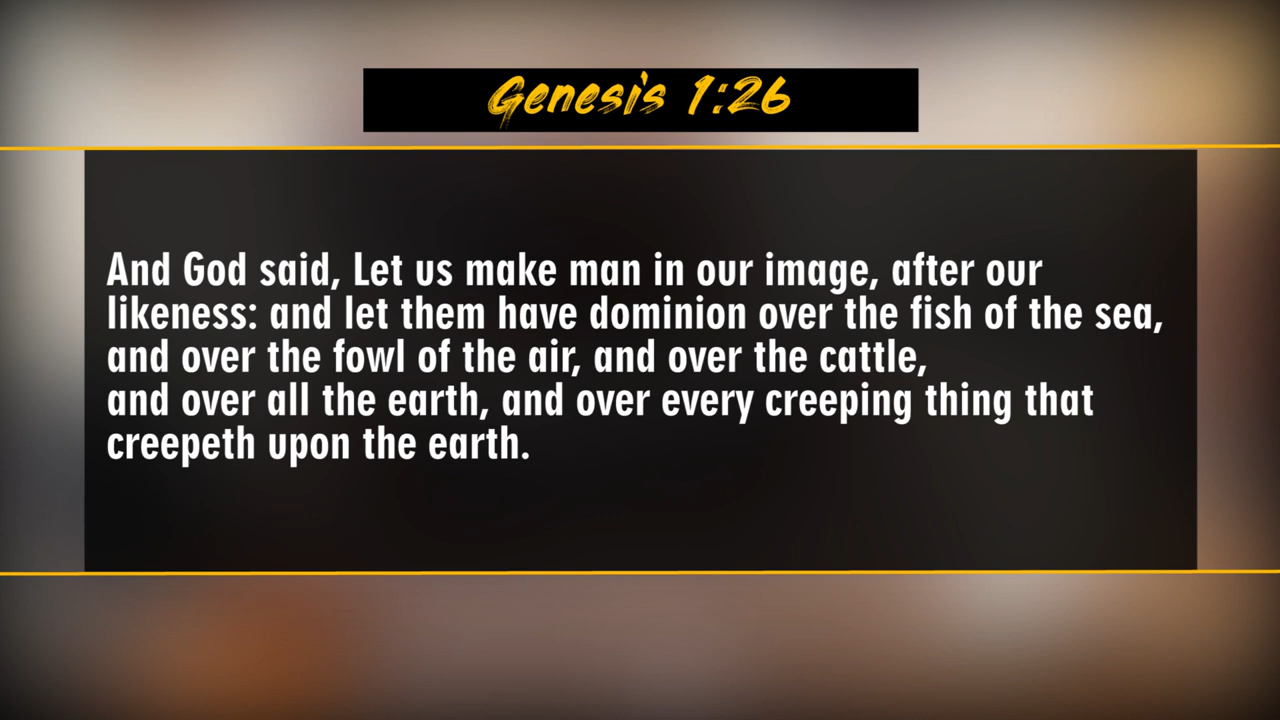 Genesis 1:26
And God said, Let us make man in our image, after our
likeness: and let them have dominion over the fish of the sea,
and over the fowl of the air, and over the cattle,
and over all the earth, and over every creeping thing that
creepeth upon the earth.